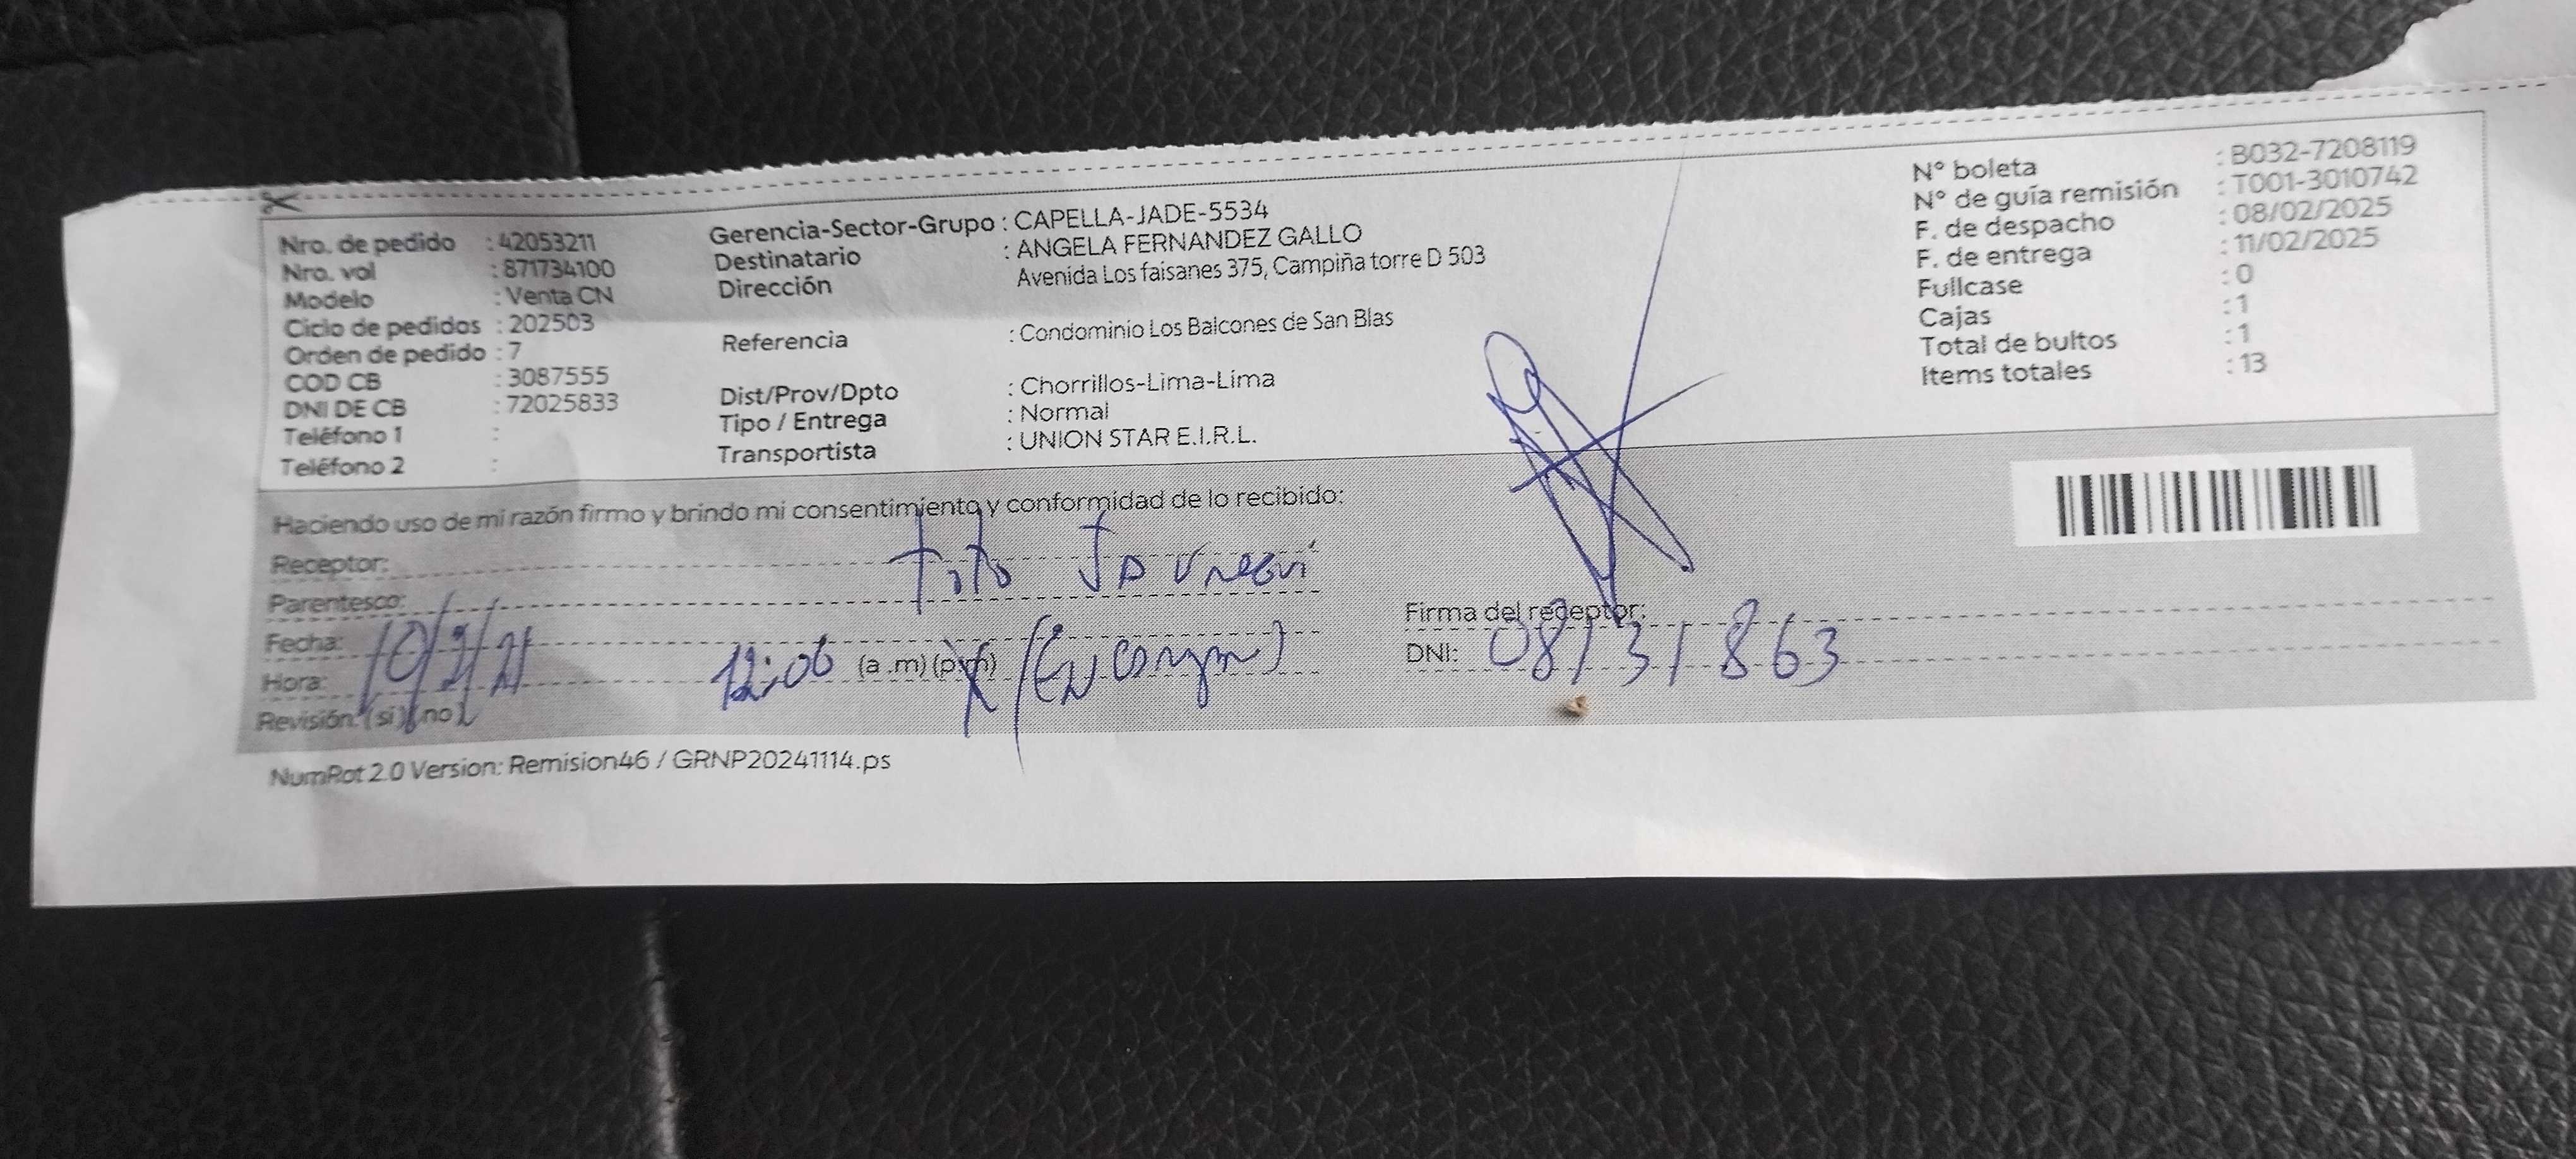 Nro. de pedido : 42053211
Nro. vol : 871734100
Modelo : Venta CN
Ciclo de pedidos : 202503
Orden de pedido : 7
COD CB : 3087555
DNI DE CB : 72025833
Teléfono 1 :
Teléfono 2 :
Gerencia-Sector-Grupo : CAPELLA-JADE-5534
Destinatario : ANGELA FERNANDEZ GALLO
Dirección Avenida Los faisanes 375, Campiña torre D 503
Referencia : Condominio Los Balcones de San Blas
Dist/Prov/Dpto : Chorrillos-Lima-Lima
Tipo / Entrega : Normal
Transportista : UNION STAR E.I.R.L.
N° boleta : B032-7208119
N° de guía remisión : T001-3010742
F. de despacho : 08/02/2025
F. de entrega : 11/02/2025
Fullcase : 0
Cajas : 1
Total de bultos : 1
Items totales : 13
Haciendo uso de mi razón firmo y brindo mi consentimiento y conformidad de lo recibido:
Receptor: Tito
Parentesco:
Fecha:
Hora: 12:06 (a .m) (p.m)
Revisión: (si) (no)
Firma del receptor:
DNI: 08131863
NumRot 2.0 Version: Remision46 / GRNP20241114.ps